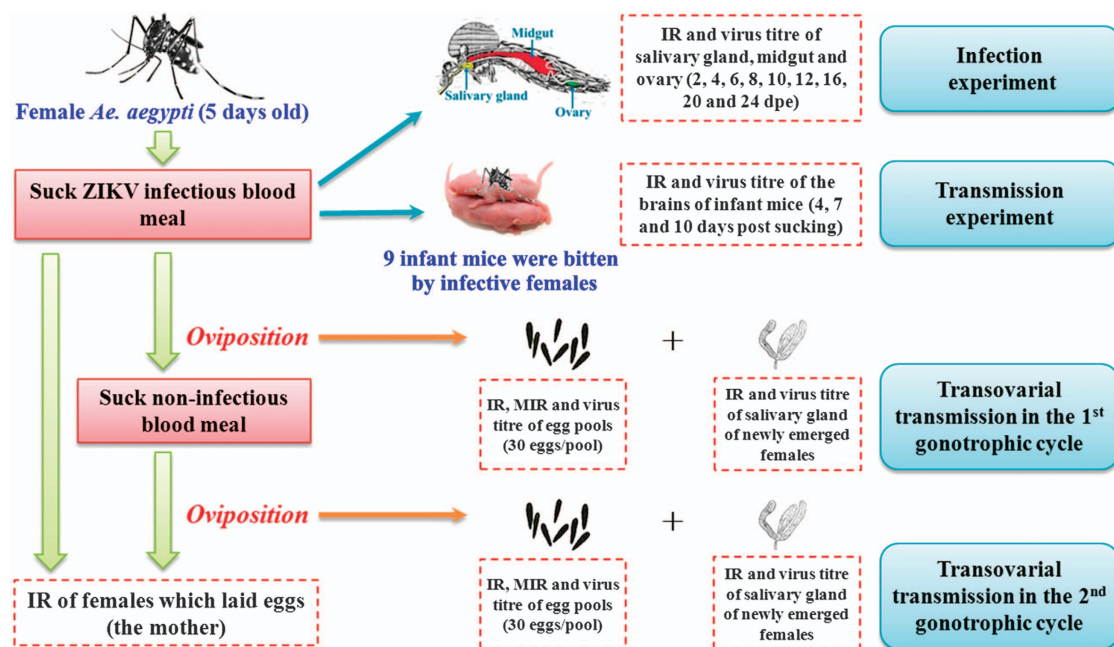 Midgut
Salivary gland
Ovary
IR and virus titre of
salivary gland, midgut and
ovary (2, 4, 6, 8, 10, 12, 16,
20 and 24 dpe)
Infection
experiment
Female Ae. aegypti (5 days old)
Suck ZIKV infectious blood
meal
IR and virus titre of the
brains of infant mice (4, 7
and 10 days post sucking)
Transmission
experiment
9 infant mice were bitten
by infective females
Oviposition
+
Suck non-infectious
blood meal
IR, MIR and virus
titre of egg pools
(30 eggs/pool)
IR and virus titre
of salivary gland
of newly emerged
females
Transovarial
transmission in the 1st
gonotrophic cycle
Oviposition
+
IR of females which laid eggs
(the mother)
IR, MIR and virus
titre of egg pools
(30 eggs/pool)
IR and virus titre
of salivary gland
of newly emerged
females
Transovarial
transmission in the 2nd
gonotrophic cycle